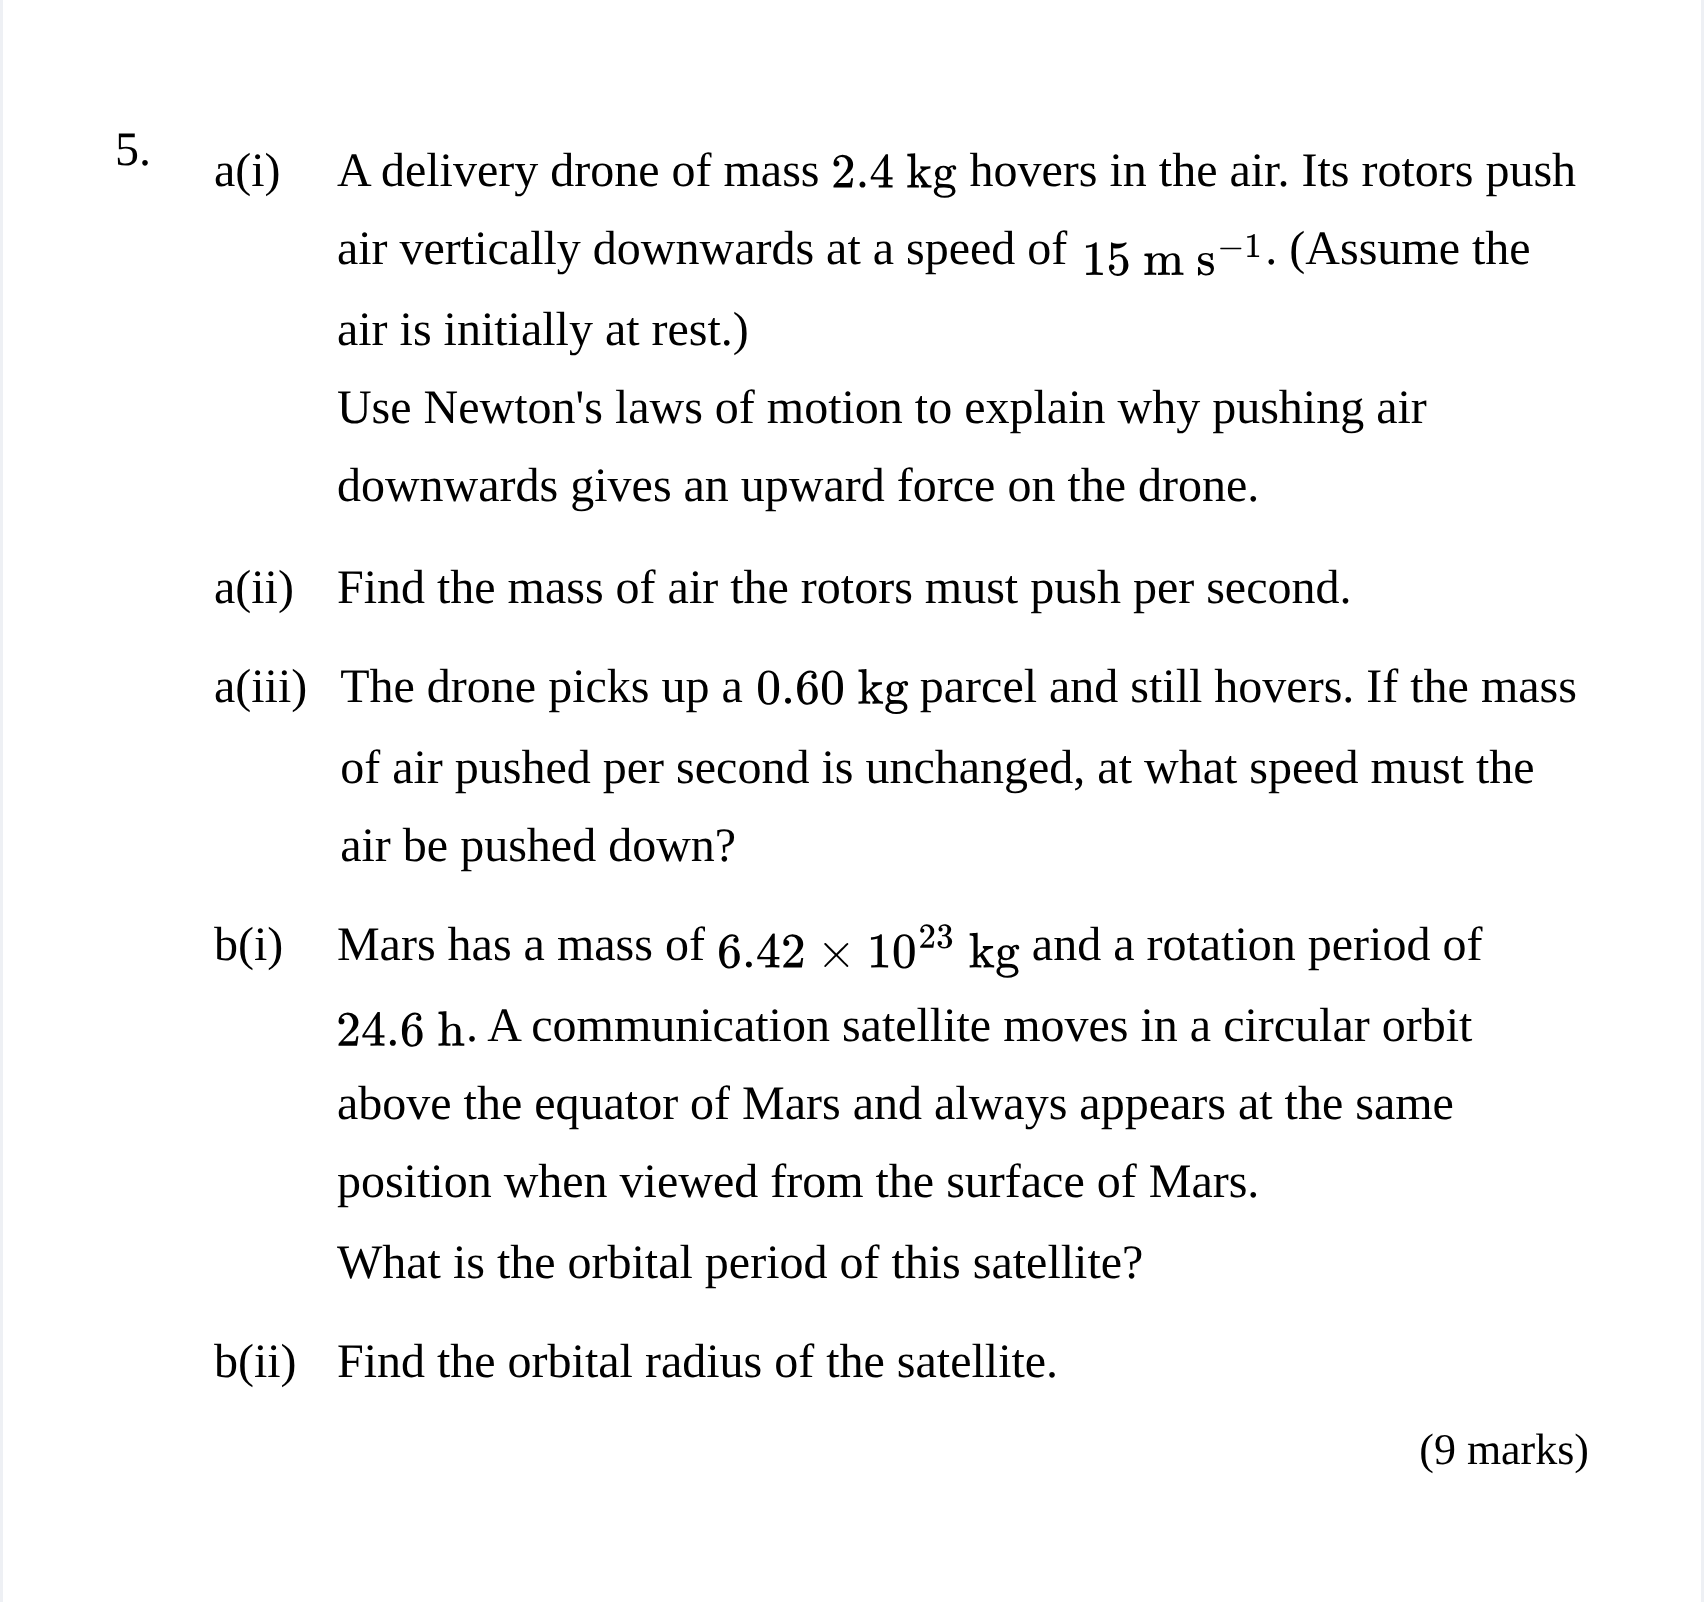 5.
a(i) A delivery drone of mass 2.4 kg hovers in the air. Its rotors push
air vertically downwards at a speed of 15 m s⁻¹. (Assume the
air is initially at rest.)
Use Newton's laws of motion to explain why pushing air
downwards gives an upward force on the drone.
a(ii) Find the mass of air the rotors must push per second.
a(iii) The drone picks up a 0.60 kg parcel and still hovers. If the mass
of air pushed per second is unchanged, at what speed must the
air be pushed down?
b(i) Mars has a mass of 6.42 × 10²³ kg and a rotation period of
24.6 h. A communication satellite moves in a circular orbit
above the equator of Mars and always appears at the same
position when viewed from the surface of Mars.
What is the orbital period of this satellite?
b(ii) Find the orbital radius of the satellite.
(9 marks)